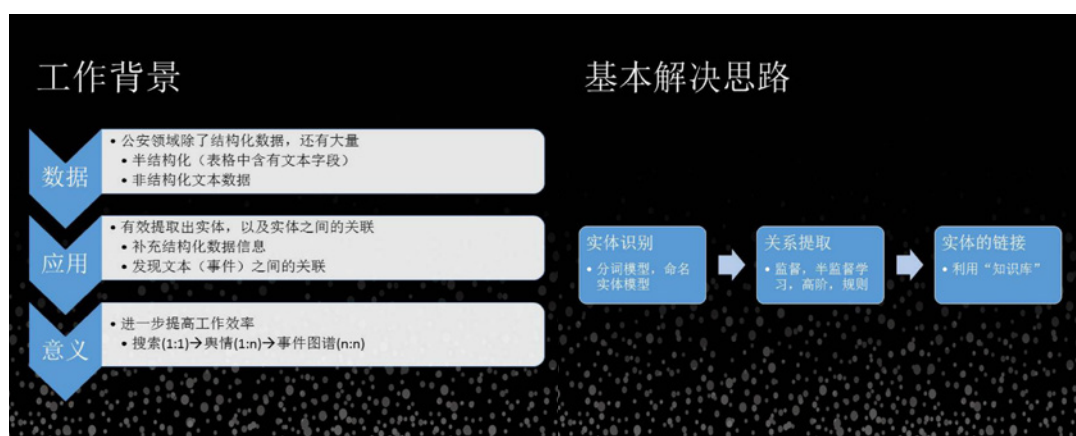 工作背景
数据
• 公安领域除了结构化数据，还有大量
• 半结构化（表格中含有文本字段）
• 非结构化文本数据
应用
• 有效提取出实体，以及实体之间的关联
• 补充结构化数据信息
• 发现文本（事件）之间的关联
意义
• 进一步提高工作效率
• 搜索(1:1)→舆情(1:n)→事件图谱(n:n)
基本解决思路
实体识别
• 分词模型，命名
实体模型
关系提取
• 监督，半监督学
习，高阶，规则
实体的链接
• 利用“知识库”